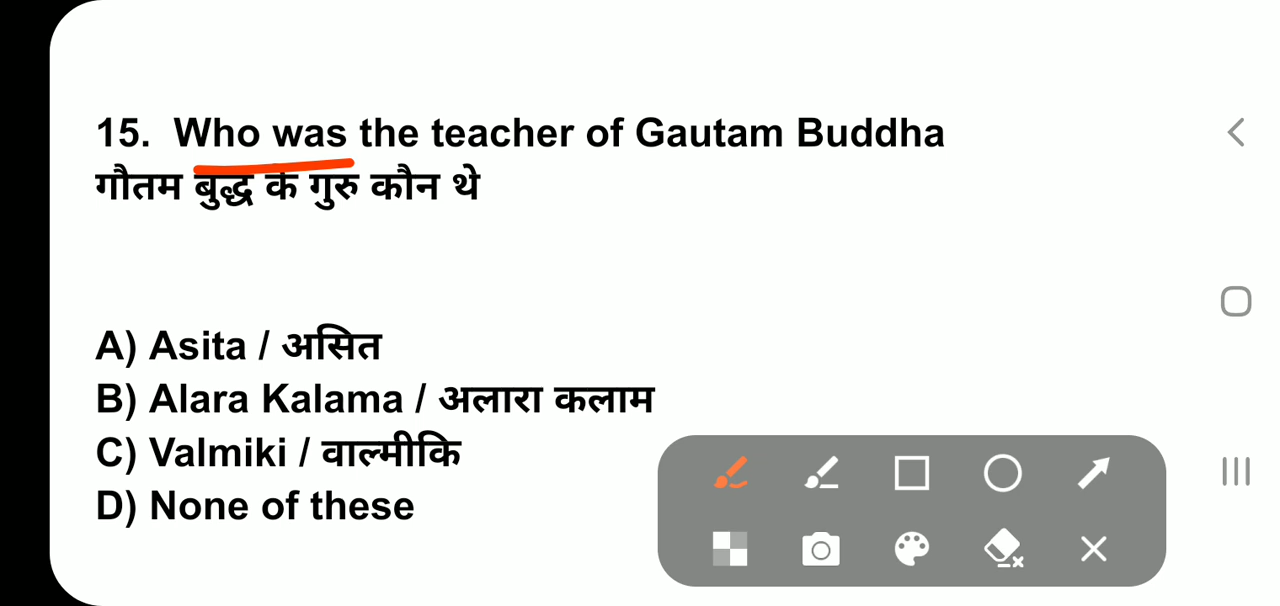 15. Who was the teacher of Gautam Buddha
गौतम बुद्ध के गुरु कौन थे
A) Asita / असित
B) Alara Kalama / अलारा कलाम
C) Valmiki / वाल्मीकि
D) None of these